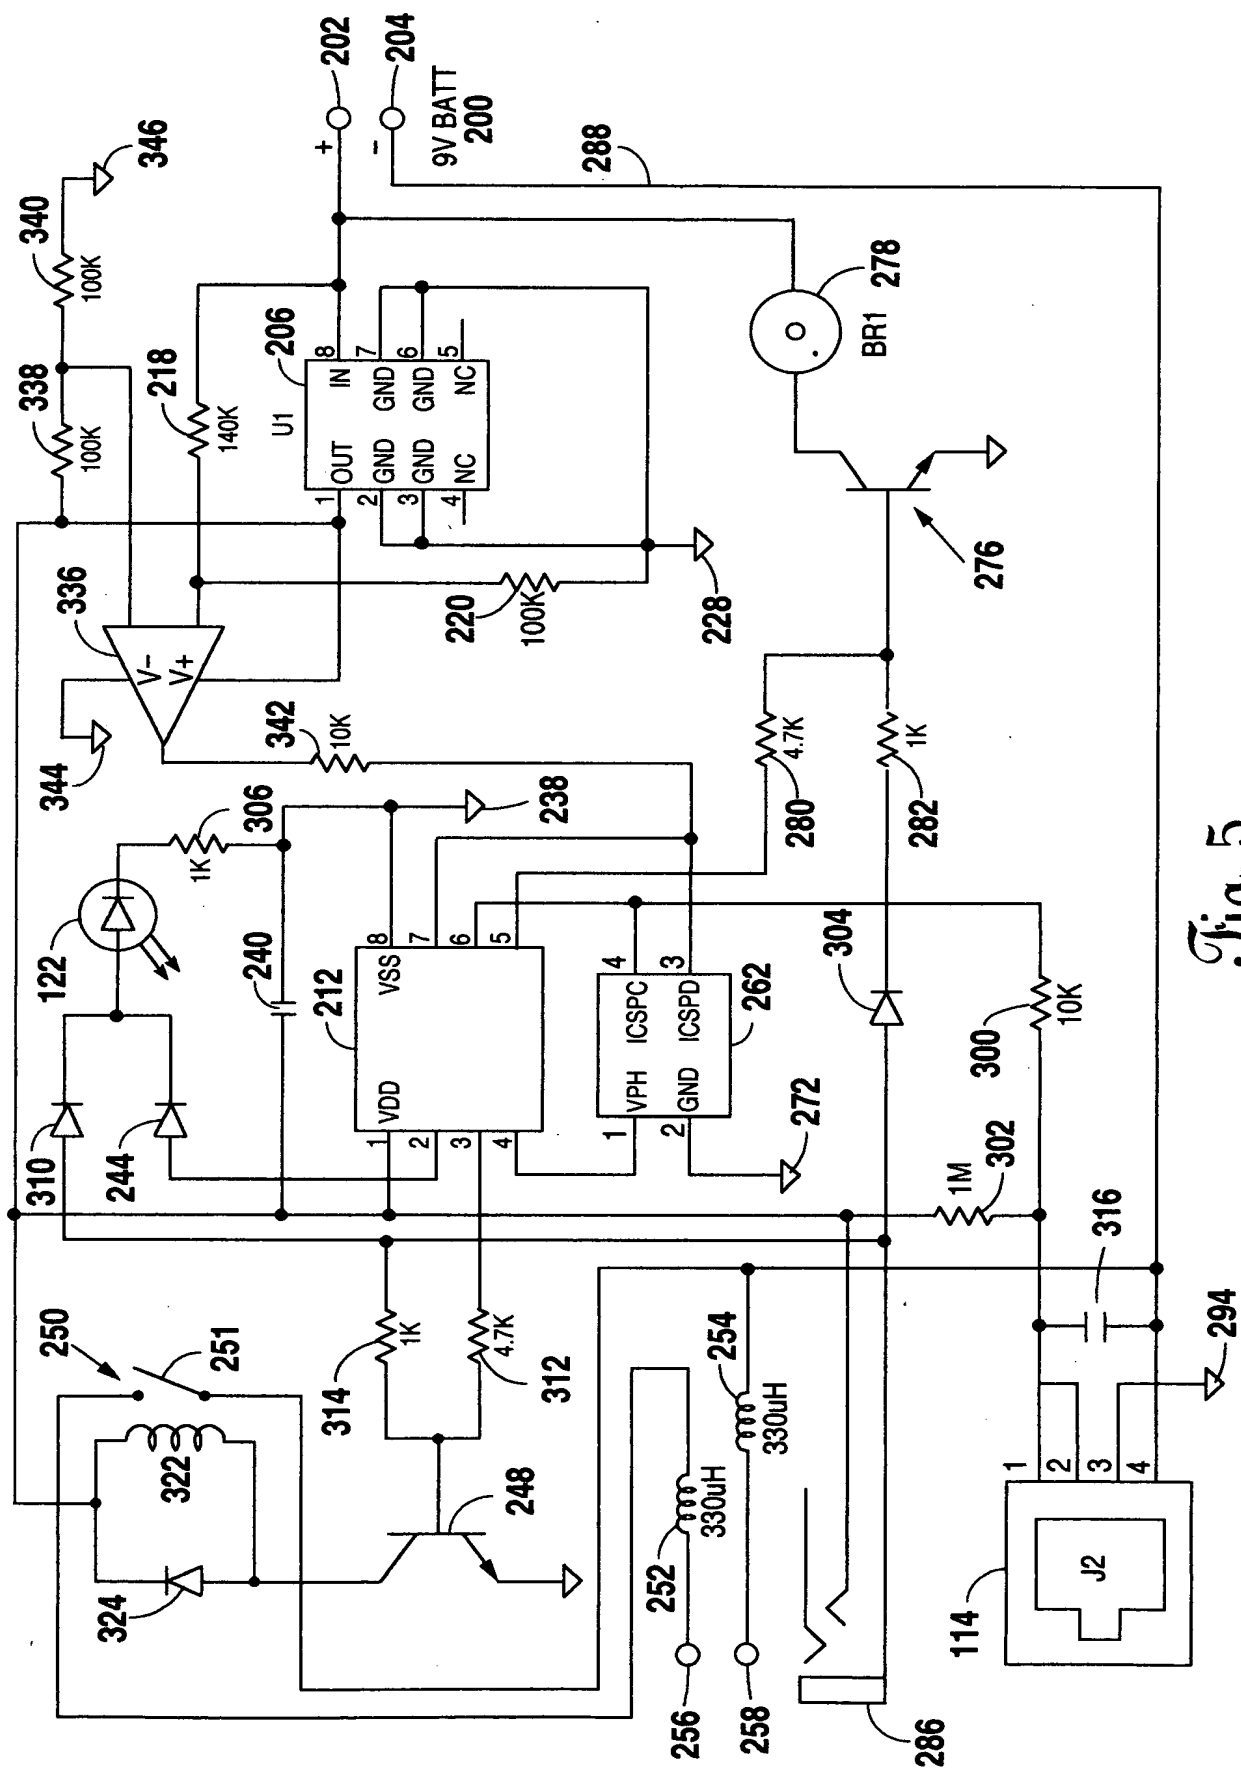 346
340
100K
338
100K
218
140K
336
V-
V+
344
342
10K
+
202
-
204
9V BATT
200
288
206
U1
IN
8
GND
7
GND
6
NC
5
OUT
1
GND
2
GND
3
NC
4
220
100K
228
278
BR1
276
306
1K
122
238
240
310
244
212
VSS
8
7
6
5
VDD
1
2
3
4
280
4.7K
282
1K
262
ICSPC
4
ICSPD
3
VPH
1
GND
2
272
304
300
10K
302
1M
316
294
250
251
322
324
314
1K
312
4.7K
248
252
330uH
254
330uH
256
258
286
114
J2
1
2
3
4
Fig. 5